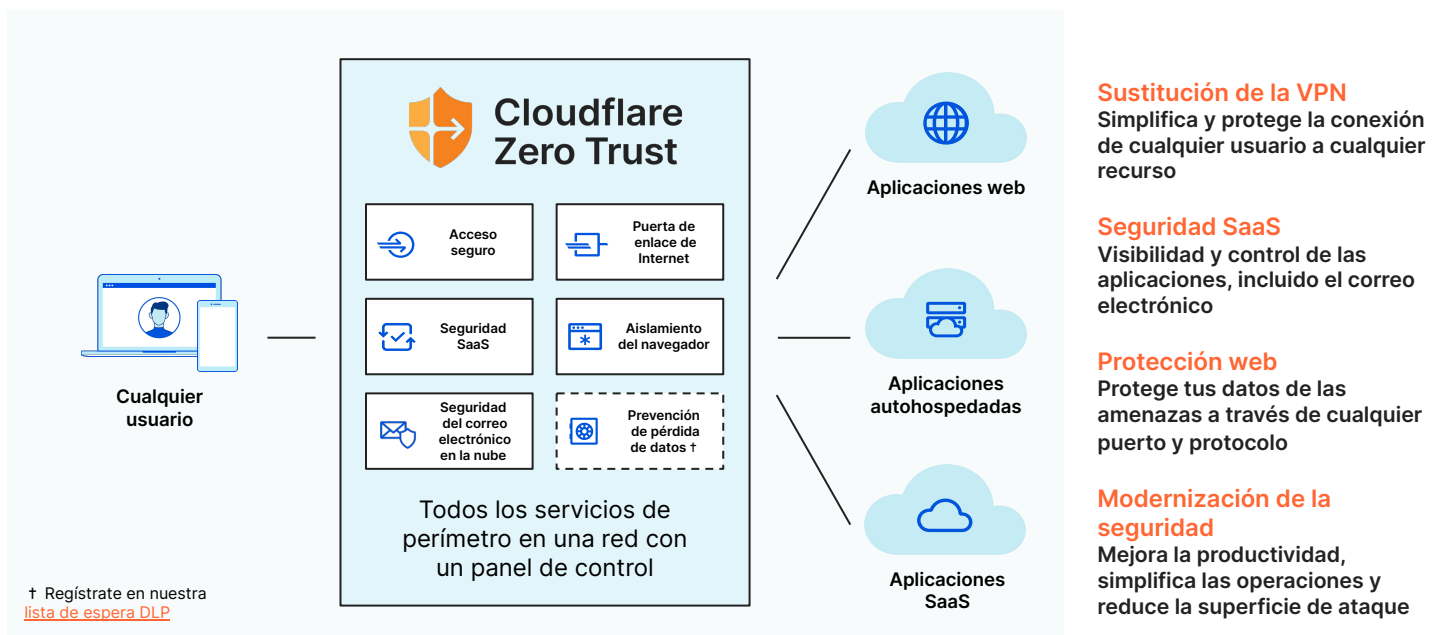 Cloudflare
Zero Trust
Acceso
seguro
Puerta de
enlace de
Internet
Seguridad
SaaS
Aislamiento
del navegador
Seguridad
del correo
electrónico
en la nube
Prevención
de pérdida
de datos †
Todos los servicios de
perímetro en una red con
un panel de control
Cualquier
usuario
† Regístrate en nuestra
lista de espera DLP
Aplicaciones web
Aplicaciones
autohospedadas
Aplicaciones
SaaS
Sustitución de la VPN
Simplifica y protege la conexión
de cualquier usuario a cualquier
recurso
Seguridad SaaS
Visibilidad y control de las
aplicaciones, incluido el correo
electrónico
Protección web
Protege tus datos de las
amenazas a través de cualquier
puerto y protocolo
Modernización de la
seguridad
Mejora la productividad,
simplifica las operaciones y
reduce la superficie de ataque